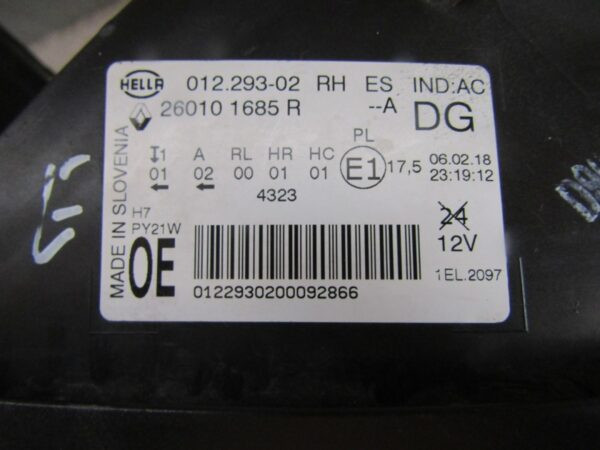 HELLA 012.293-02 RH ES IND:AC
26010 1685 R --A DG
MADE IN SLOVENIA
PL
1 A RL HR HC
01 02 00 01 01 E1 17,5 06.02.18
23:19:12
4323
H7
PY21W
24
12V
OE
1EL.2097
0122930200092866